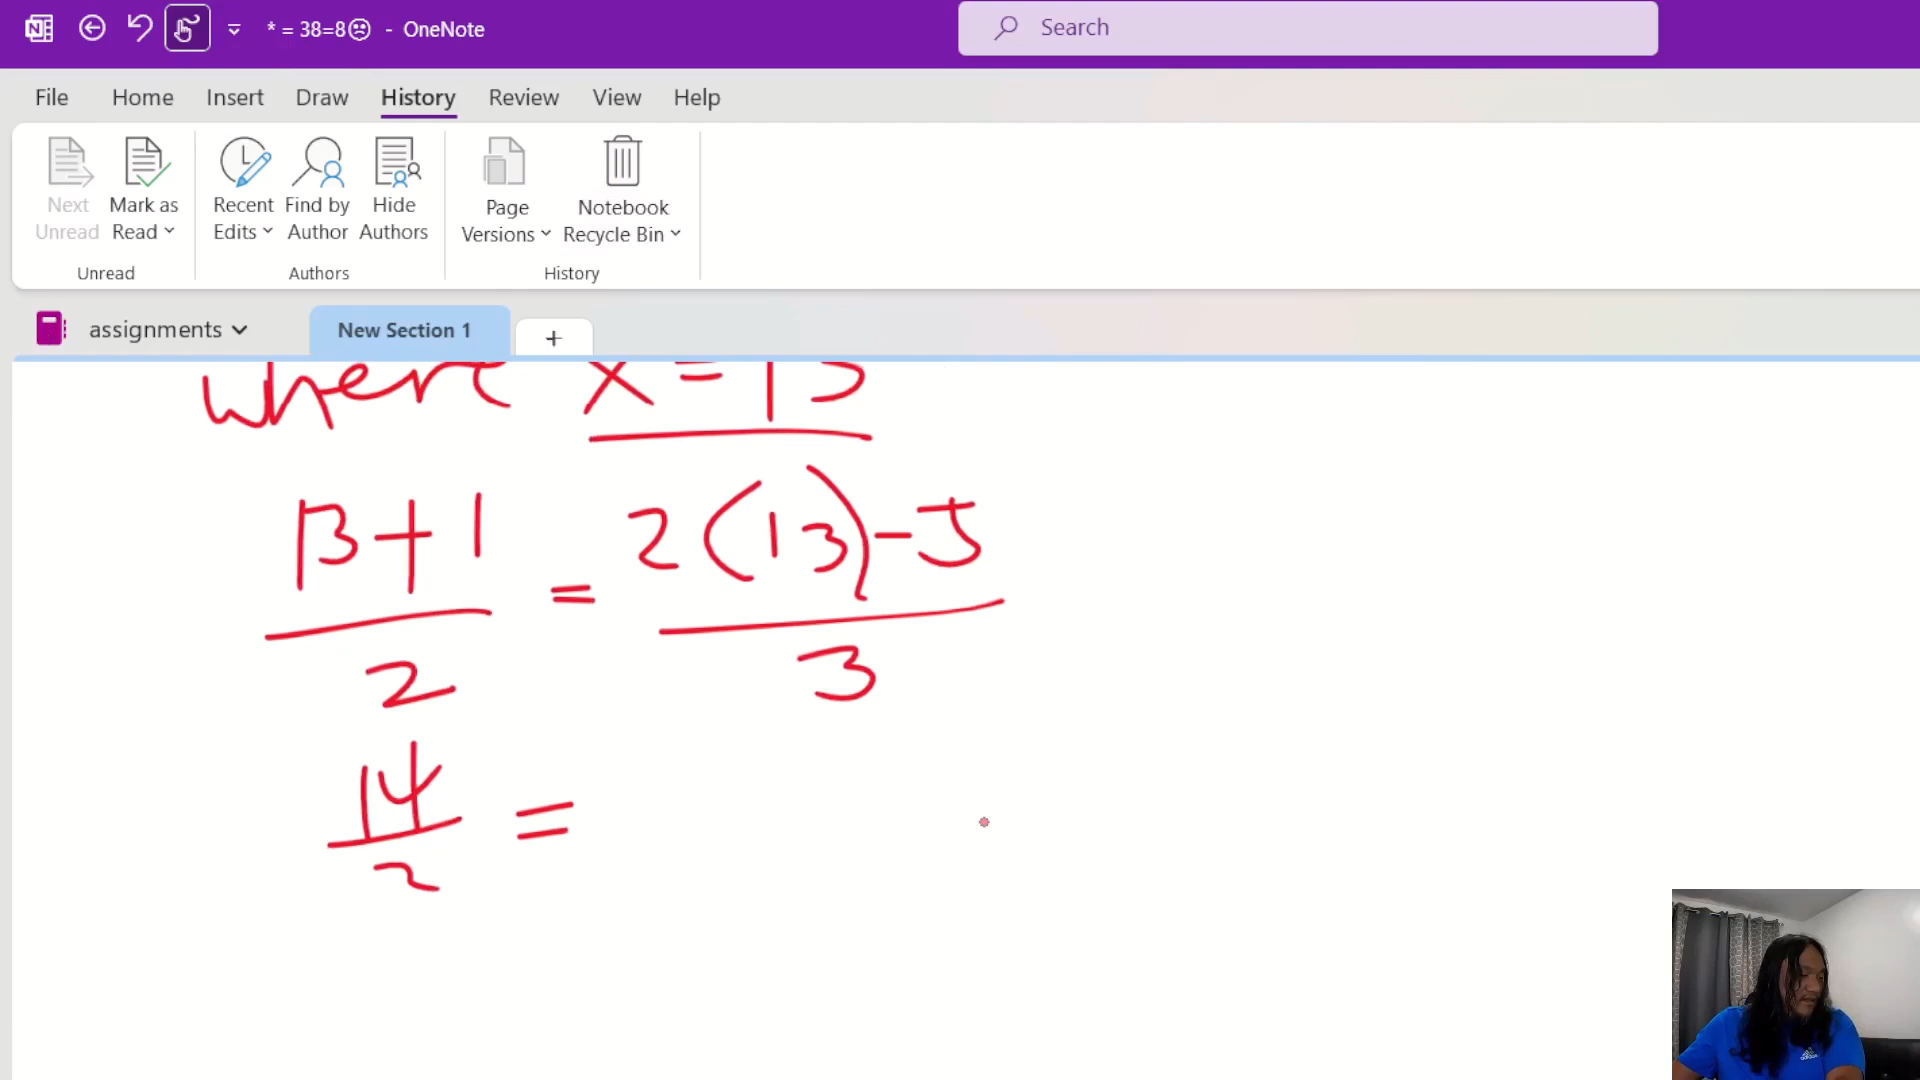 * = 38=8☹ - OneNote
Search
File Home Insert Draw History Review View Help
Next Unread
Mark as Read
Recent Edits
Find by Author
Hide Authors
Page Versions
Notebook Recycle Bin
Unread
Authors
History
assignments
New Section 1
+
where x = 13
13+1 = 2(13)-5
2 3
14 =
2